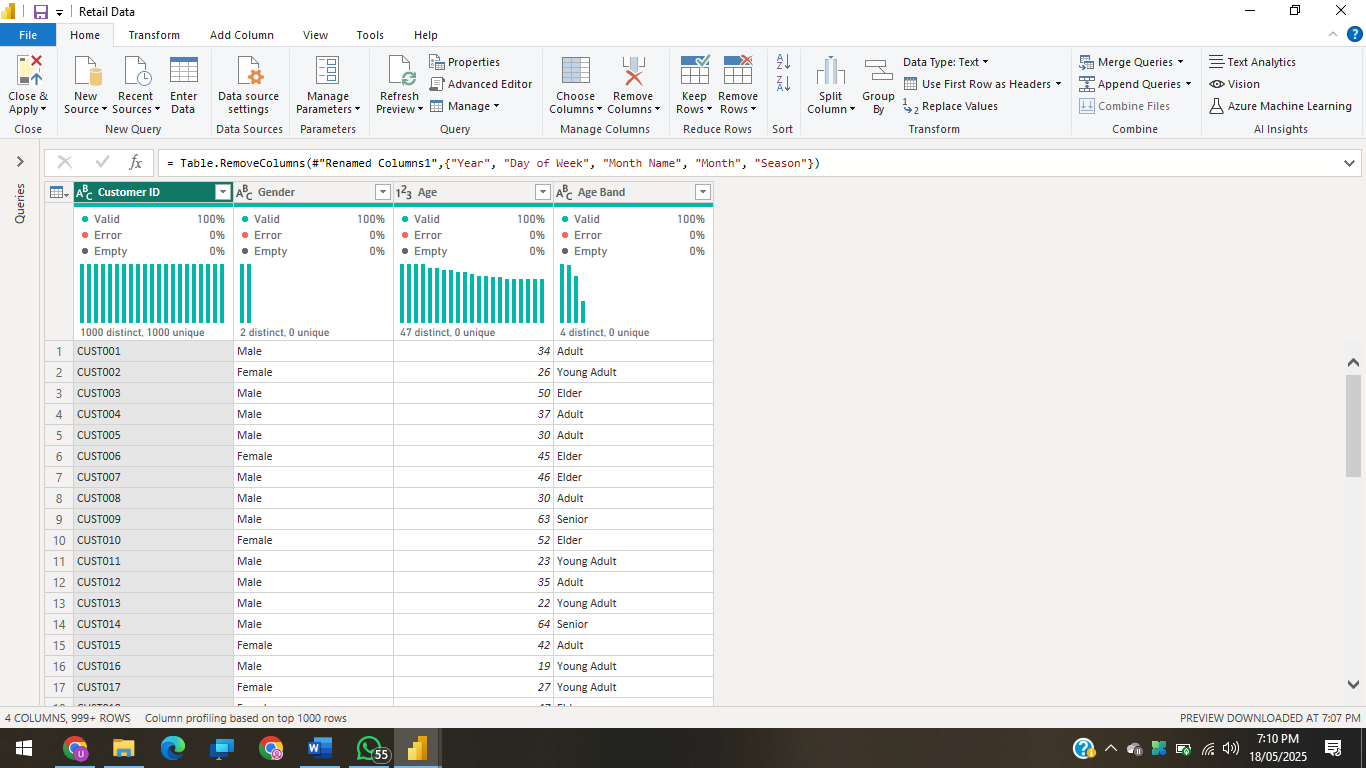 Retail Data
File Home Transform Add Column View Tools Help
Close & Apply
New Source
Recent Sources
Enter Data
Data source settings
Manage Parameters
Refresh Preview
Properties
Advanced Editor
Manage
Choose Columns
Remove Columns
Keep Rows
Remove Rows
A Z
Z A
Split Column
Group By
Data Type: Text
Use First Row as Headers
1 2 Replace Values
Merge Queries
Append Queries
Combine Files
Text Analytics
Vision
Azure Machine Learning
Close New Query Data Sources Parameters Query Manage Columns Reduce Rows Sort Transform Combine AI Insights
Queries
fx = Table.RemoveColumns(#"Renamed Columns1",{"Year", "Day of Week", "Month Name", "Month", "Season"})
ABC Customer ID ABC Gender 123 Age ABC Age Band
Valid 100% Valid 100% Valid 100% Valid 100%
Error 0% Error 0% Error 0% Error 0%
Empty 0% Empty 0% Empty 0% Empty 0%
1000 distinct, 1000 unique 2 distinct, 0 unique 47 distinct, 0 unique 4 distinct, 0 unique
1 CUST001 Male 34 Adult
2 CUST002 Female 26 Young Adult
3 CUST003 Male 50 Elder
4 CUST004 Male 37 Adult
5 CUST005 Male 30 Adult
6 CUST006 Female 45 Elder
7 CUST007 Male 46 Elder
8 CUST008 Male 30 Adult
9 CUST009 Male 63 Senior
10 CUST010 Female 52 Elder
11 CUST011 Male 23 Young Adult
12 CUST012 Male 35 Adult
13 CUST013 Male 22 Young Adult
14 CUST014 Male 64 Senior
15 CUST015 Female 42 Adult
16 CUST016 Male 19 Young Adult
17 CUST017 Female 27 Young Adult
4 COLUMNS, 999+ ROWS Column profiling based on top 1000 rows PREVIEW DOWNLOADED AT 7:07 PM
55
7:10 PM
18/05/2025